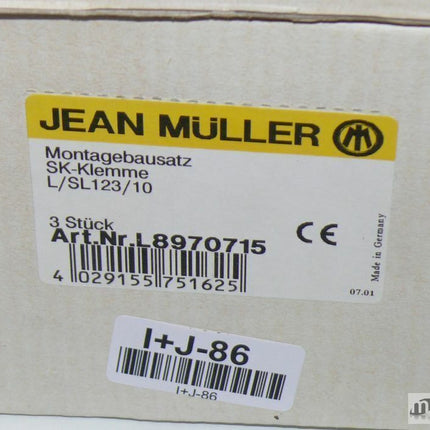 JEAN MÜLLER
Montagebausatz
SK-Klemme
L/SL123/10
3 Stück
Art.Nr.L8970715
CE
Made in Germany
4 029155 751625
07.01
I+J-86
I+J-86